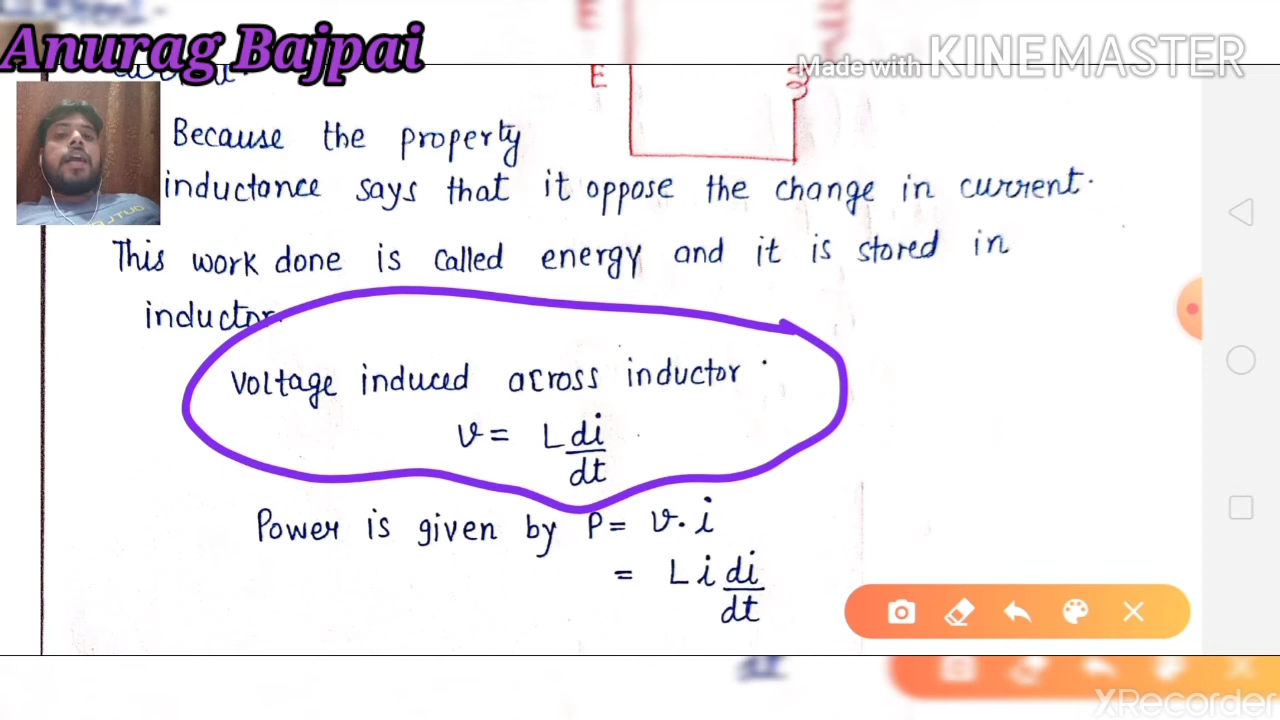 Anurag Bajpai
Made with KINEMASTER
E
Because the property
inductance says that it oppose the change in current.
This work done is called energy and it is stored in
inductor
Voltage induced across inductor
v = L di/dt
Power is given by P = v. i
= L i di/dt
XRecorder